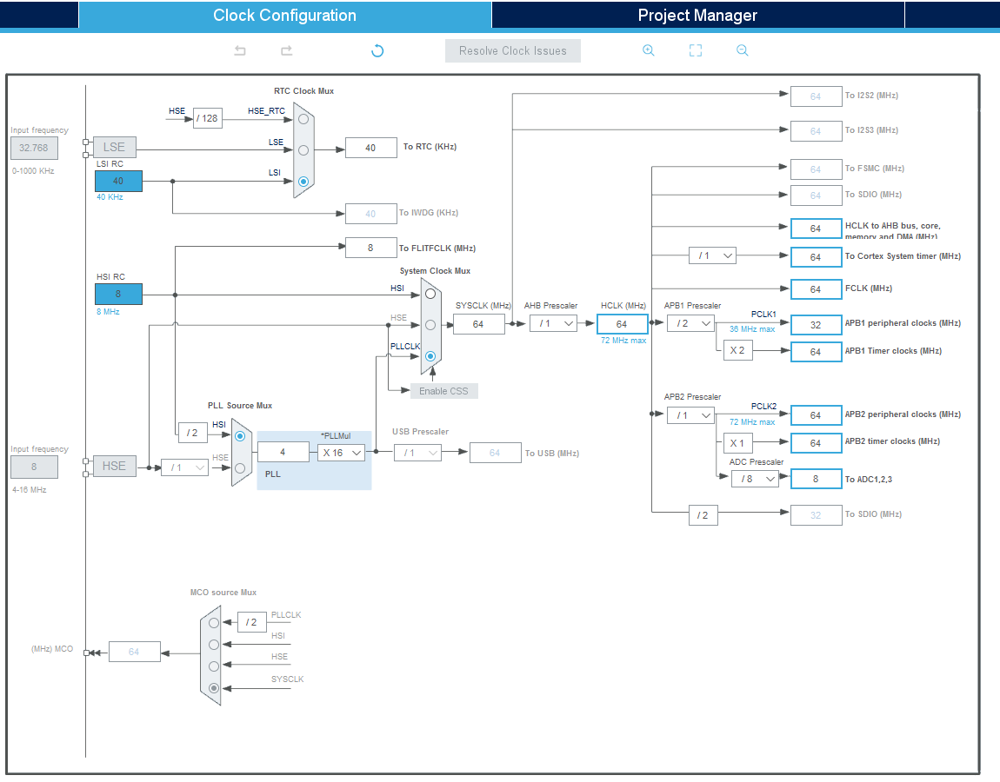 Clock Configuration
Project Manager
Resolve Clock Issues
RTC Clock Mux
HSE
/ 128
HSE_RTC
Input frequency
32.768
0-1000 KHz
LSE
LSE
40
To RTC (KHz)
LSI RC
40
40 KHz
LSI
40
To IWDG (KHz)
8
To FLITFCLK (MHz)
HSI RC
8
8 MHz
System Clock Mux
HSI
HSE
PLLCLK
Enable CSS
SYSCLK (MHz)
64
AHB Prescaler
/ 1
HCLK (MHz)
64
72 MHz max
64
To I2S2 (MHz)
64
To I2S3 (MHz)
64
To FSMC (MHz)
64
To SDIO (MHz)
64
HCLK to AHB bus, core,
memory and DMA (MHz)
/ 1
64
To Cortex System timer (MHz)
64
FCLK (MHz)
APB1 Prescaler
/ 2
PCLK1
36 MHz max
32
APB1 peripheral clocks (MHz)
X 2
64
APB1 Timer clocks (MHz)
APB2 Prescaler
/ 1
PCLK2
72 MHz max
64
APB2 peripheral clocks (MHz)
X 1
64
APB2 timer clocks (MHz)
ADC Prescaler
/ 8
8
To ADC1,2,3
/ 2
32
To SDIO (MHz)
PLL Source Mux
/ 2
HSI
Input frequency
8
4-16 MHz
HSE
/ 1
HSE
4
*PLLMul
X 16
PLL
USB Prescaler
/ 1
64
To USB (MHz)
MCO source Mux
/ 2
PLLCLK
HSI
HSE
SYSCLK
(MHz) MCO
64